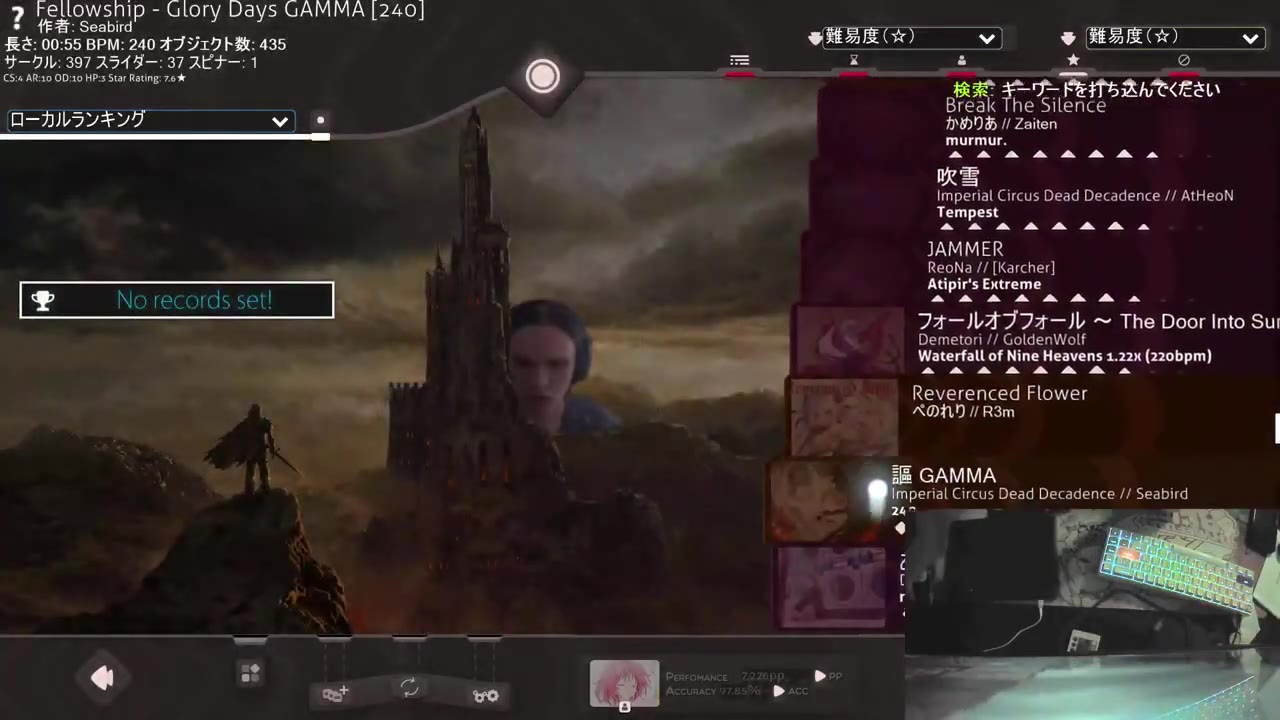 Fellowship - Glory Days GAMMA [240]
作者: Seabird
長さ: 00:55 BPM: 240 オブジェクト数: 435
サークル: 397 スライダー: 37 スピナー: 1
CS:4 AR:10 OD:10 HP:3 Star Rating: 7.6★
難易度(☆)
難易度(☆)
ローカルランキング
検索: キーワードを打ち込んでください
Break The Silence
かめりあ // Zaiten
murmur.
吹雪
Imperial Circus Dead Decadence // AtHeoN
Tempest
No records set!
JAMMER
ReoNa // [Karcher]
Atipir's Extreme
フォールオブフォール ～ The Door Into Sum
Demetori // GoldenWolf
Waterfall of Nine Heavens 1.22x (220bpm)
Reverenced Flower
ぺのれり // R3m
謳 GAMMA
Imperial Circus Dead Decadence // Seabird
240
Perfomance 7,226pp PP
Accuracy 97.85% ACC